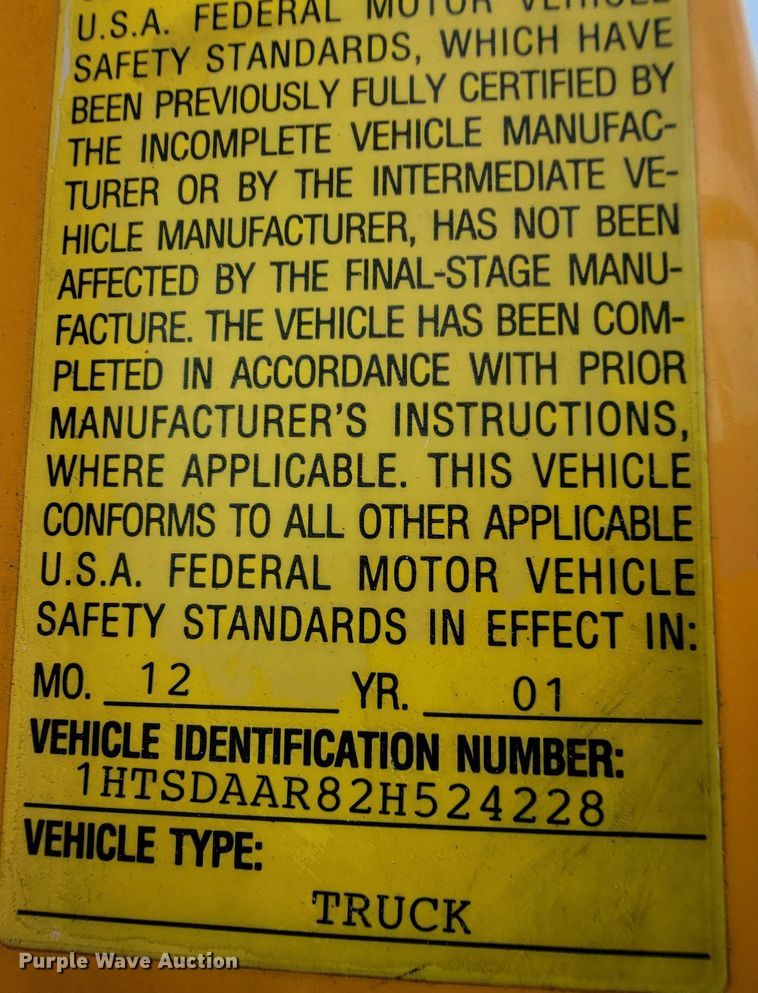 U.S.A. FEDERAL MOTOR VEHICLE
SAFETY STANDARDS, WHICH HAVE
BEEN PREVIOUSLY FULLY CERTIFIED BY
THE INCOMPLETE VEHICLE MANUFAC-
TURER OR BY THE INTERMEDIATE VE-
HICLE MANUFACTURER, HAS NOT BEEN
AFFECTED BY THE FINAL-STAGE MANU-
FACTURE. THE VEHICLE HAS BEEN COM-
PLETED IN ACCORDANCE WITH PRIOR
MANUFACTURER'S INSTRUCTIONS,
WHERE APPLICABLE. THIS VEHICLE
CONFORMS TO ALL OTHER APPLICABLE
U.S.A. FEDERAL MOTOR VEHICLE
SAFETY STANDARDS IN EFFECT IN:
MO. 12 YR. 01
VEHICLE IDENTIFICATION NUMBER:
1HTSDAAR82H524228
VEHICLE TYPE:
TRUCK
Purple Wave Auction